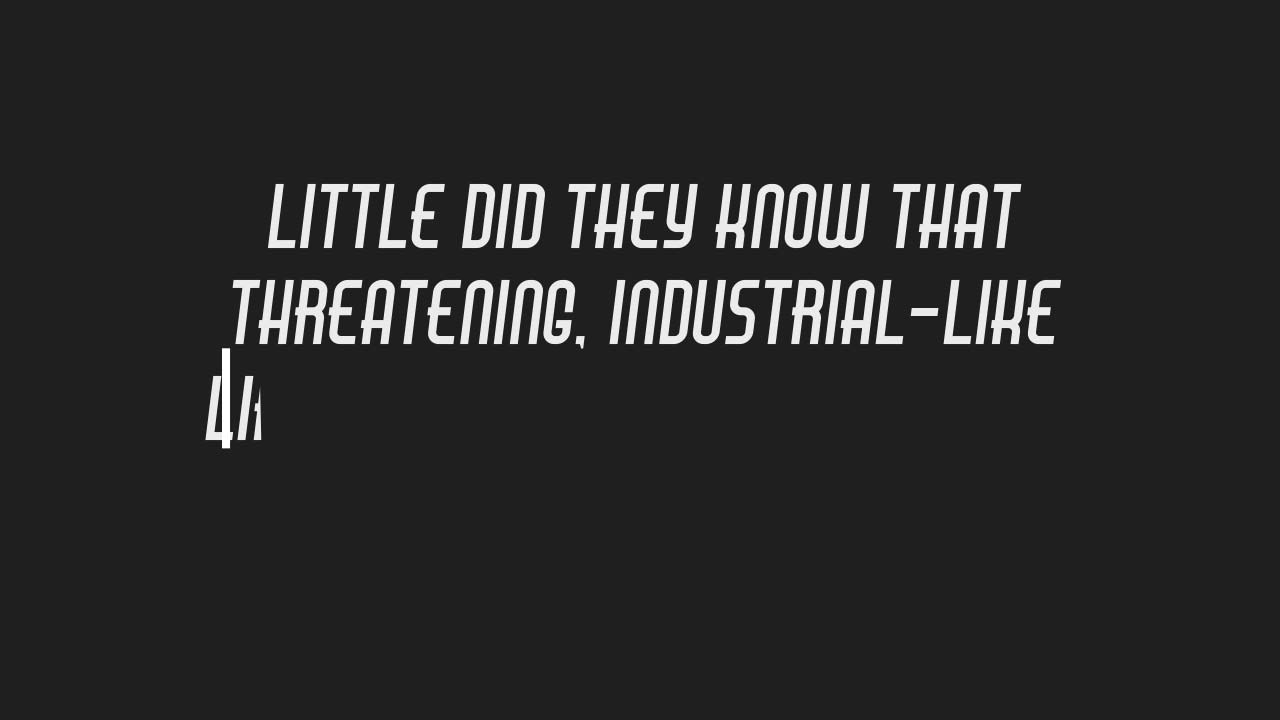 LITTLE DID THEY KNOW THAT
THREATENING, INDUSTRIAL-LIKE